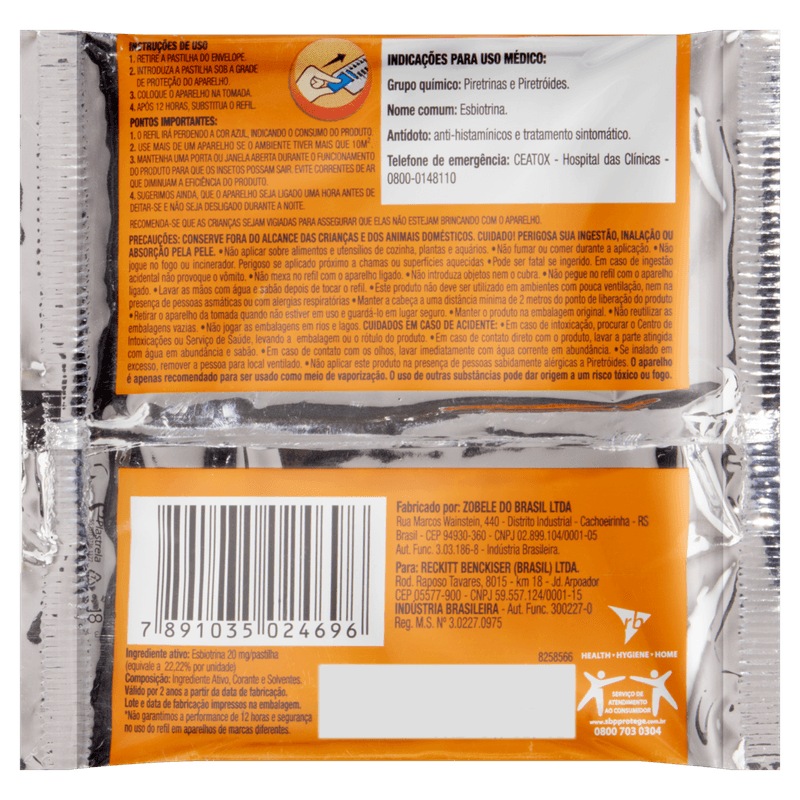 INSTRUÇÕES DE USO
1. RETIRE A PASTILHA DO ENVELOPE.
2. INTRODUZA A PASTILHA SOB A GRADE
DE PROTEÇÃO DO APARELHO.
3. COLOQUE O APARELHO NA TOMADA.
4. APÓS 12 HORAS, SUBSTITUA O REFIL.
PONTOS IMPORTANTES:
1. O REFIL IRÁ PERDENDO A COR AZUL, INDICANDO O CONSUMO DO PRODUTO.
2. USE MAIS DE UM APARELHO SE O AMBIENTE TIVER MAIS QUE 10M².
3. MANTENHA UMA PORTA OU JANELA ABERTA DURANTE O FUNCIONAMENTO
DO PRODUTO PARA QUE OS INSETOS POSSAM SAIR. EVITE CORRENTES DE AR
QUE DIMINUAM A EFICIÊNCIA DO PRODUTO.
4. SUGERIMOS AINDA, QUE O APARELHO SEJA LIGADO UMA HORA ANTES DE
DEITAR-SE E NÃO SEJA DESLIGADO DURANTE A NOITE.
INDICAÇÕES PARA USO MÉDICO:
Grupo químico: Piretrinas e Piretróides.
Nome comum: Esbiotrina.
Antídoto: anti-histamínicos e tratamento sintomático.
Telefone de emergência: CEATOX - Hospital das Clínicas -
0800-0148110
RECOMENDA-SE QUE AS CRIANÇAS SEJAM VIGIADAS PARA ASSEGURAR QUE ELAS NÃO ESTEJAM BRINCANDO COM O APARELHO.
PRECAUÇÕES: CONSERVE FORA DO ALCANCE DAS CRIANÇAS E DOS ANIMAIS DOMÉSTICOS. CUIDADO! PERIGOSA SUA INGESTÃO, INALAÇÃO OU
ABSORÇÃO PELA PELE. • Não aplicar sobre alimentos e utensílios de cozinha, plantas e aquários. • Não fumar ou comer durante a aplicação. • Não
jogue no fogo ou incinerador. Perigoso se aplicado próximo a chamas ou superfícies aquecidas • Pode ser fatal se ingerido. Em caso de ingestão
acidental não provoque o vômito. • Não mexa no refil com o aparelho ligado. • Não introduza objetos nem o cubra. • Não pegue no refil com o aparelho
ligado. • Lavar as mãos com água e sabão depois de tocar o refil. • Este produto não deve ser utilizado em ambientes com pouca ventilação, nem na
presença de pessoas asmáticas ou com alergias respiratórias • Manter a cabeça a uma distância mínima de 2 metros do ponto de liberação do produto
• Retirar o aparelho da tomada quando não estiver em uso e guardá-lo em lugar seguro. • Manter o produto na embalagem original. • Não reutilizar as
embalagens vazias. • Não jogar as embalagens em rios e lagos. CUIDADOS EM CASO DE ACIDENTE: • Em caso de intoxicação, procurar o Centro de
Intoxicações ou Serviço de Saúde, levando a embalagem ou o rótulo do produto. • Em caso de contato direto com o produto, lavar a parte atingida
com água em abundância e sabão. • Em caso de contato com os olhos, lavar imediatamente com água corrente em abundância. • Se inalado em
excesso, remover a pessoa para local ventilado. • Não aplicar este produto na presença de pessoas sabidamente alérgicas a Piretróides. O aparelho
é apenas recomendado para ser usado como meio de vaporização. O uso de outras substâncias pode dar origem a um risco tóxico ou fogo.
7 891035 024696
Fabricado por: ZOBELE DO BRASIL LTDA
Rua Marcos Wainstein, 440 - Distrito Industrial - Cachoeirinha - RS
Brasil - CEP 94930-360 - CNPJ 02.899.104/0001-05
Aut. Func. 3.03.186-8 - Indústria Brasileira.
Para: RECKITT BENCKISER (BRASIL) LTDA.
Rod. Raposo Tavares, 8015 - km 18 - Jd. Arpoador
CEP 05577-900 - CNPJ 59.557.124/0001-15
INDÚSTRIA BRASILEIRA - Aut. Func. 300227-0
Reg. M.S. Nº 3.0227.0975
Ingrediente ativo: Esbiotrina 20 mg/pastilha
(equivale a 22,22% por unidade)
Composição: Ingrediente Ativo, Corante e Solventes.
Válido por 2 anos a partir da data de fabricação.
Lote e data de fabricação impressos na embalagem.
*Não garantimos a performance de 12 horas e segurança
no uso do refil em aparelhos de marcas diferentes.
8258566
rb
HEALTH • HYGIENE • HOME
SERVIÇO DE
ATENDIMENTO
AO CONSUMIDOR
www.sbpprotege.com.br
0800 703 0304